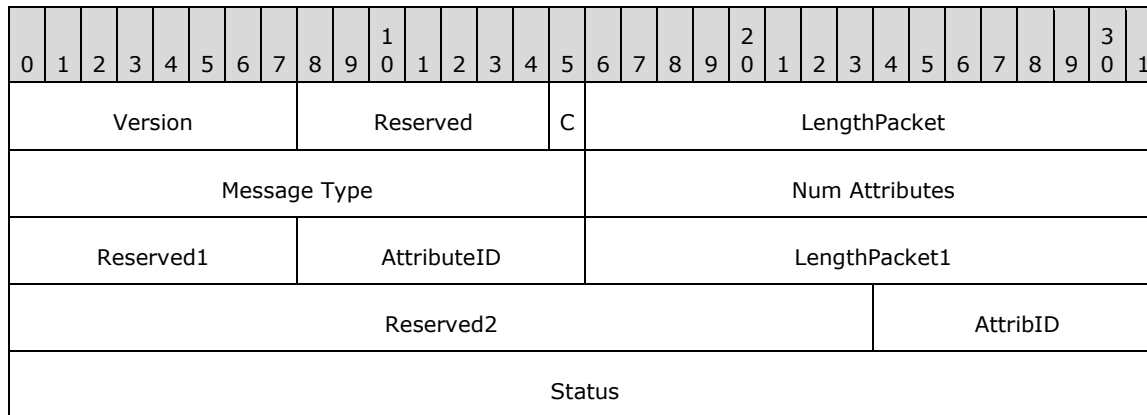 1 2 3
0 1 2 3 4 5 6 7 8 9 0 1 2 3 4 5 6 7 8 9 0 1 2 3 4 5 6 7 8 9 0 1
Version Reserved C LengthPacket
Message Type Num Attributes
Reserved1 AttributeID LengthPacket1
Reserved2 AttribID
Status